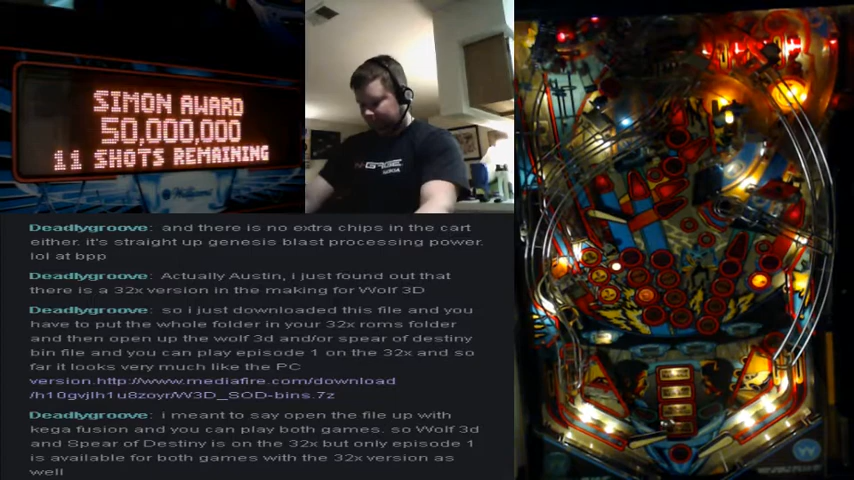 SIMON AWARD
50,000,000
11 SHOTS REMAINING
Williams
N-GAGE
NOKIA
Deadlygroove: and there is no extra chips in the cart
either. it's straight up genesis blast processing power.
lol at bpp
Deadlygroove: Actually Austin, i just found out that
there is a 32x version in the making for Wolf 3D
Deadlygroove: so i just downloaded this file and you
have to put the whole folder in your 32x roms folder
and then open up the wolf 3d and/or spear of destiny
bin file and you can play episode 1 on the 32x and so
far it looks very much like the PC
version.http://www.mediafire.com/download
/h10gvjlh1u8zoyr/W3D_SOD-bins.7z
Deadlygroove: i meant to say open the file up with
kega fusion and you can play both games. so Wolf 3d
and Spear of Destiny is on the 32x but only episode 1
is available for both games with the 32x version as
well